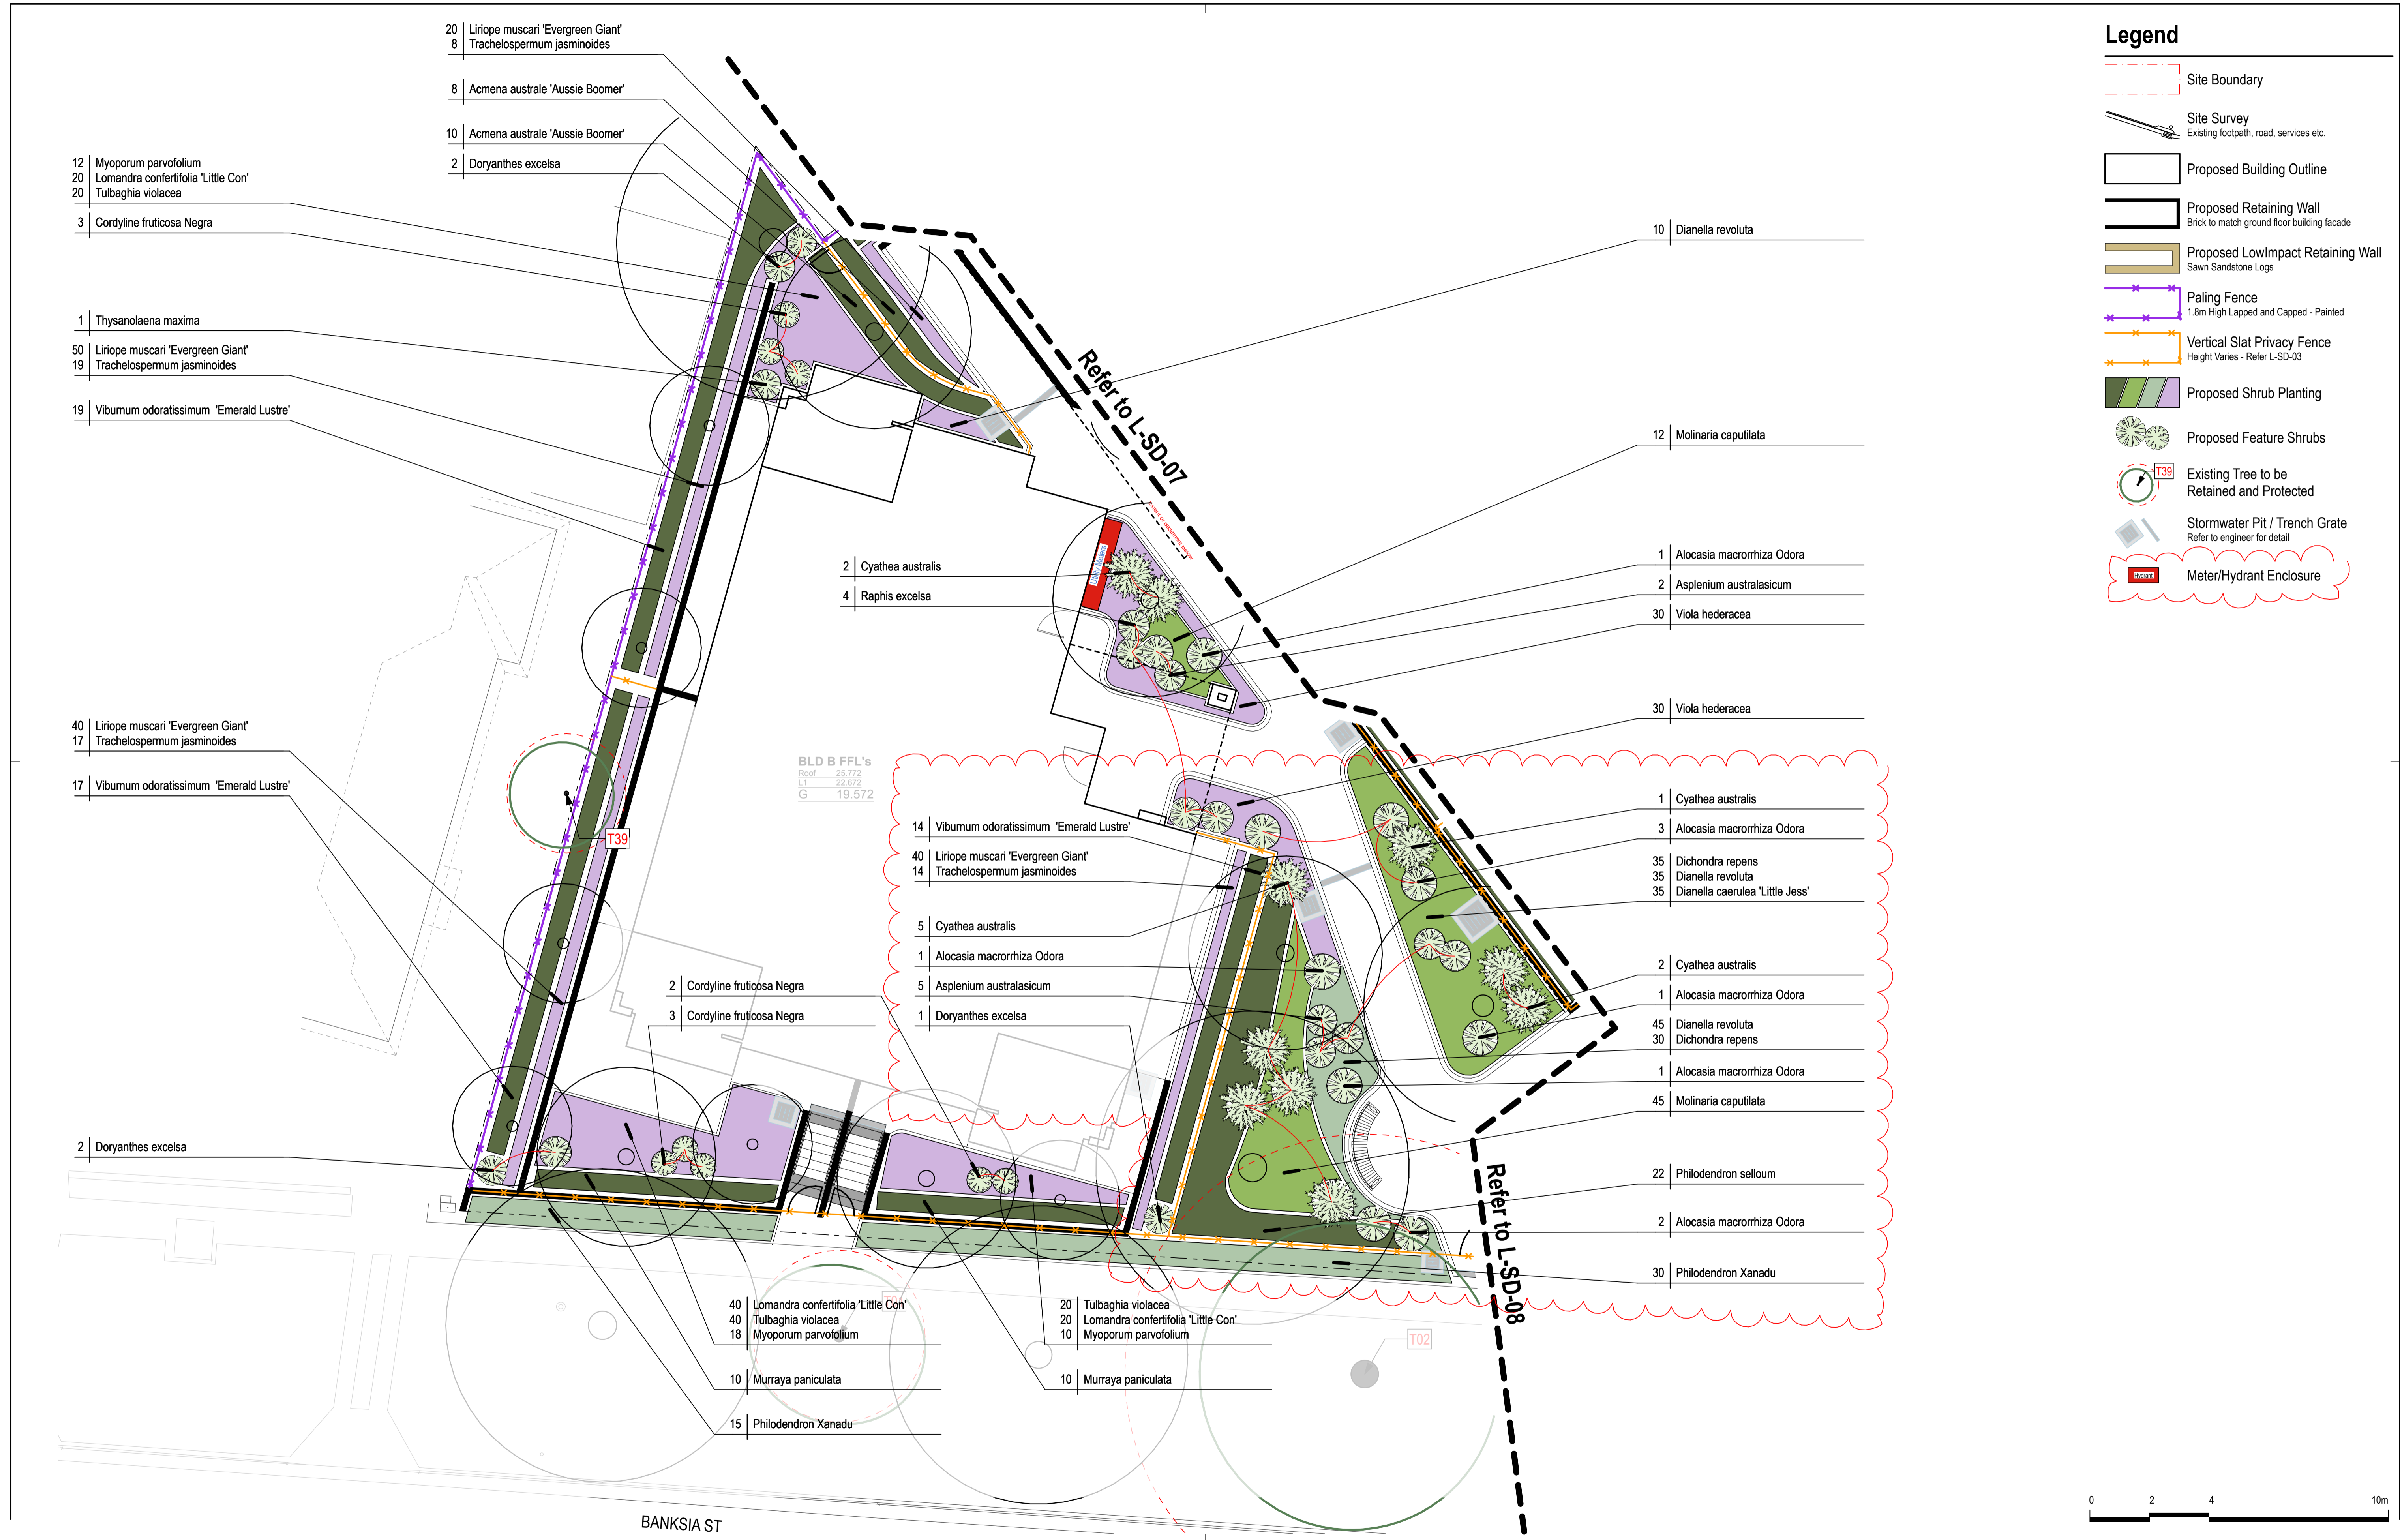 20 Liriope muscari 'Evergreen Giant'
8 Trachelospermum jasminoides
8 Acmena australe 'Aussie Boomer'
10 Acmena australe 'Aussie Boomer'
2 Doryanthes excelsa
12 Myoporum parvofolium
20 Lomandra confertifolia 'Little Con'
20 Tulbaghia violacea
3 Cordyline fruticosa Negra
1 Thysanolaena maxima
50 Liriope muscari 'Evergreen Giant'
19 Trachelospermum jasminoides
19 Viburnum odoratissimum 'Emerald Lustre'
40 Liriope muscari 'Evergreen Giant'
17 Trachelospermum jasminoides
17 Viburnum odoratissimum 'Emerald Lustre'
2 Doryanthes excelsa
T39
2 Cyathea australis
4 Raphis excelsa
Utility Meters
BLD B FFL's
Roof 25.772
L1 22.672
G 19.572
14 Viburnum odoratissimum 'Emerald Lustre'
40 Liriope muscari 'Evergreen Giant'
14 Trachelospermum jasminoides
5 Cyathea australis
1 Alocasia macrorrhiza Odora
5 Asplenium australasicum
1 Doryanthes excelsa
2 Cordyline fruticosa Negra
3 Cordyline fruticosa Negra
40 Lomandra confertifolia 'Little Con'
40 Tulbaghia violacea
18 Myoporum parvofolium
10 Murraya paniculata
15 Philodendron Xanadu
20 Tulbaghia violacea
20 Lomandra confertifolia 'Little Con'
10 Myoporum parvofolium
10 Murraya paniculata
T02
BANKSIA ST
Refer to L-SD-07
Refer to L-SD-08
10 Dianella revoluta
12 Molinaria caputilata
1 Alocasia macrorrhiza Odora
2 Asplenium australasicum
30 Viola hederacea
30 Viola hederacea
1 Cyathea australis
3 Alocasia macrorrhiza Odora
35 Dichondra repens
35 Dianella revoluta
35 Dianella caerulea 'Little Jess'
2 Cyathea australis
1 Alocasia macrorrhiza Odora
45 Dianella revoluta
30 Dichondra repens
1 Alocasia macrorrhiza Odora
45 Molinaria caputilata
22 Philodendron selloum
2 Alocasia macrorrhiza Odora
30 Philodendron Xanadu
Legend
Site Boundary
Site Survey
Existing footpath, road, services etc.
Proposed Building Outline
Proposed Retaining Wall
Brick to match ground floor building facade
Proposed LowImpact Retaining Wall
Sawn Sandstone Logs
Paling Fence
1.8m High Lapped and Capped - Painted
Vertical Slat Privacy Fence
Height Varies - Refer L-SD-03
Proposed Shrub Planting
Proposed Feature Shrubs
T39
Existing Tree to be
Retained and Protected
Stormwater Pit / Trench Grate
Refer to engineer for detail
Hydrant
Meter/Hydrant Enclosure
0 2 4 10m